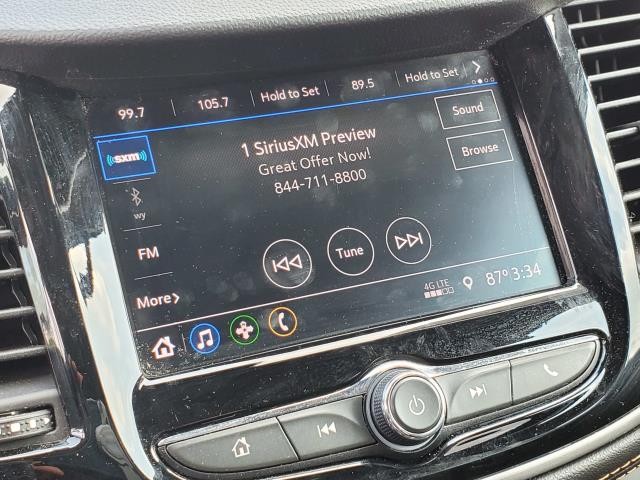 99.7 105.7 Hold to Set 89.5 Hold to Set
((sxm)) 1 SiriusXM Preview Sound
Great Offer Now! Browse
844-711-8800
wy
FM
Tune
More
4G LTE 87° 3:34